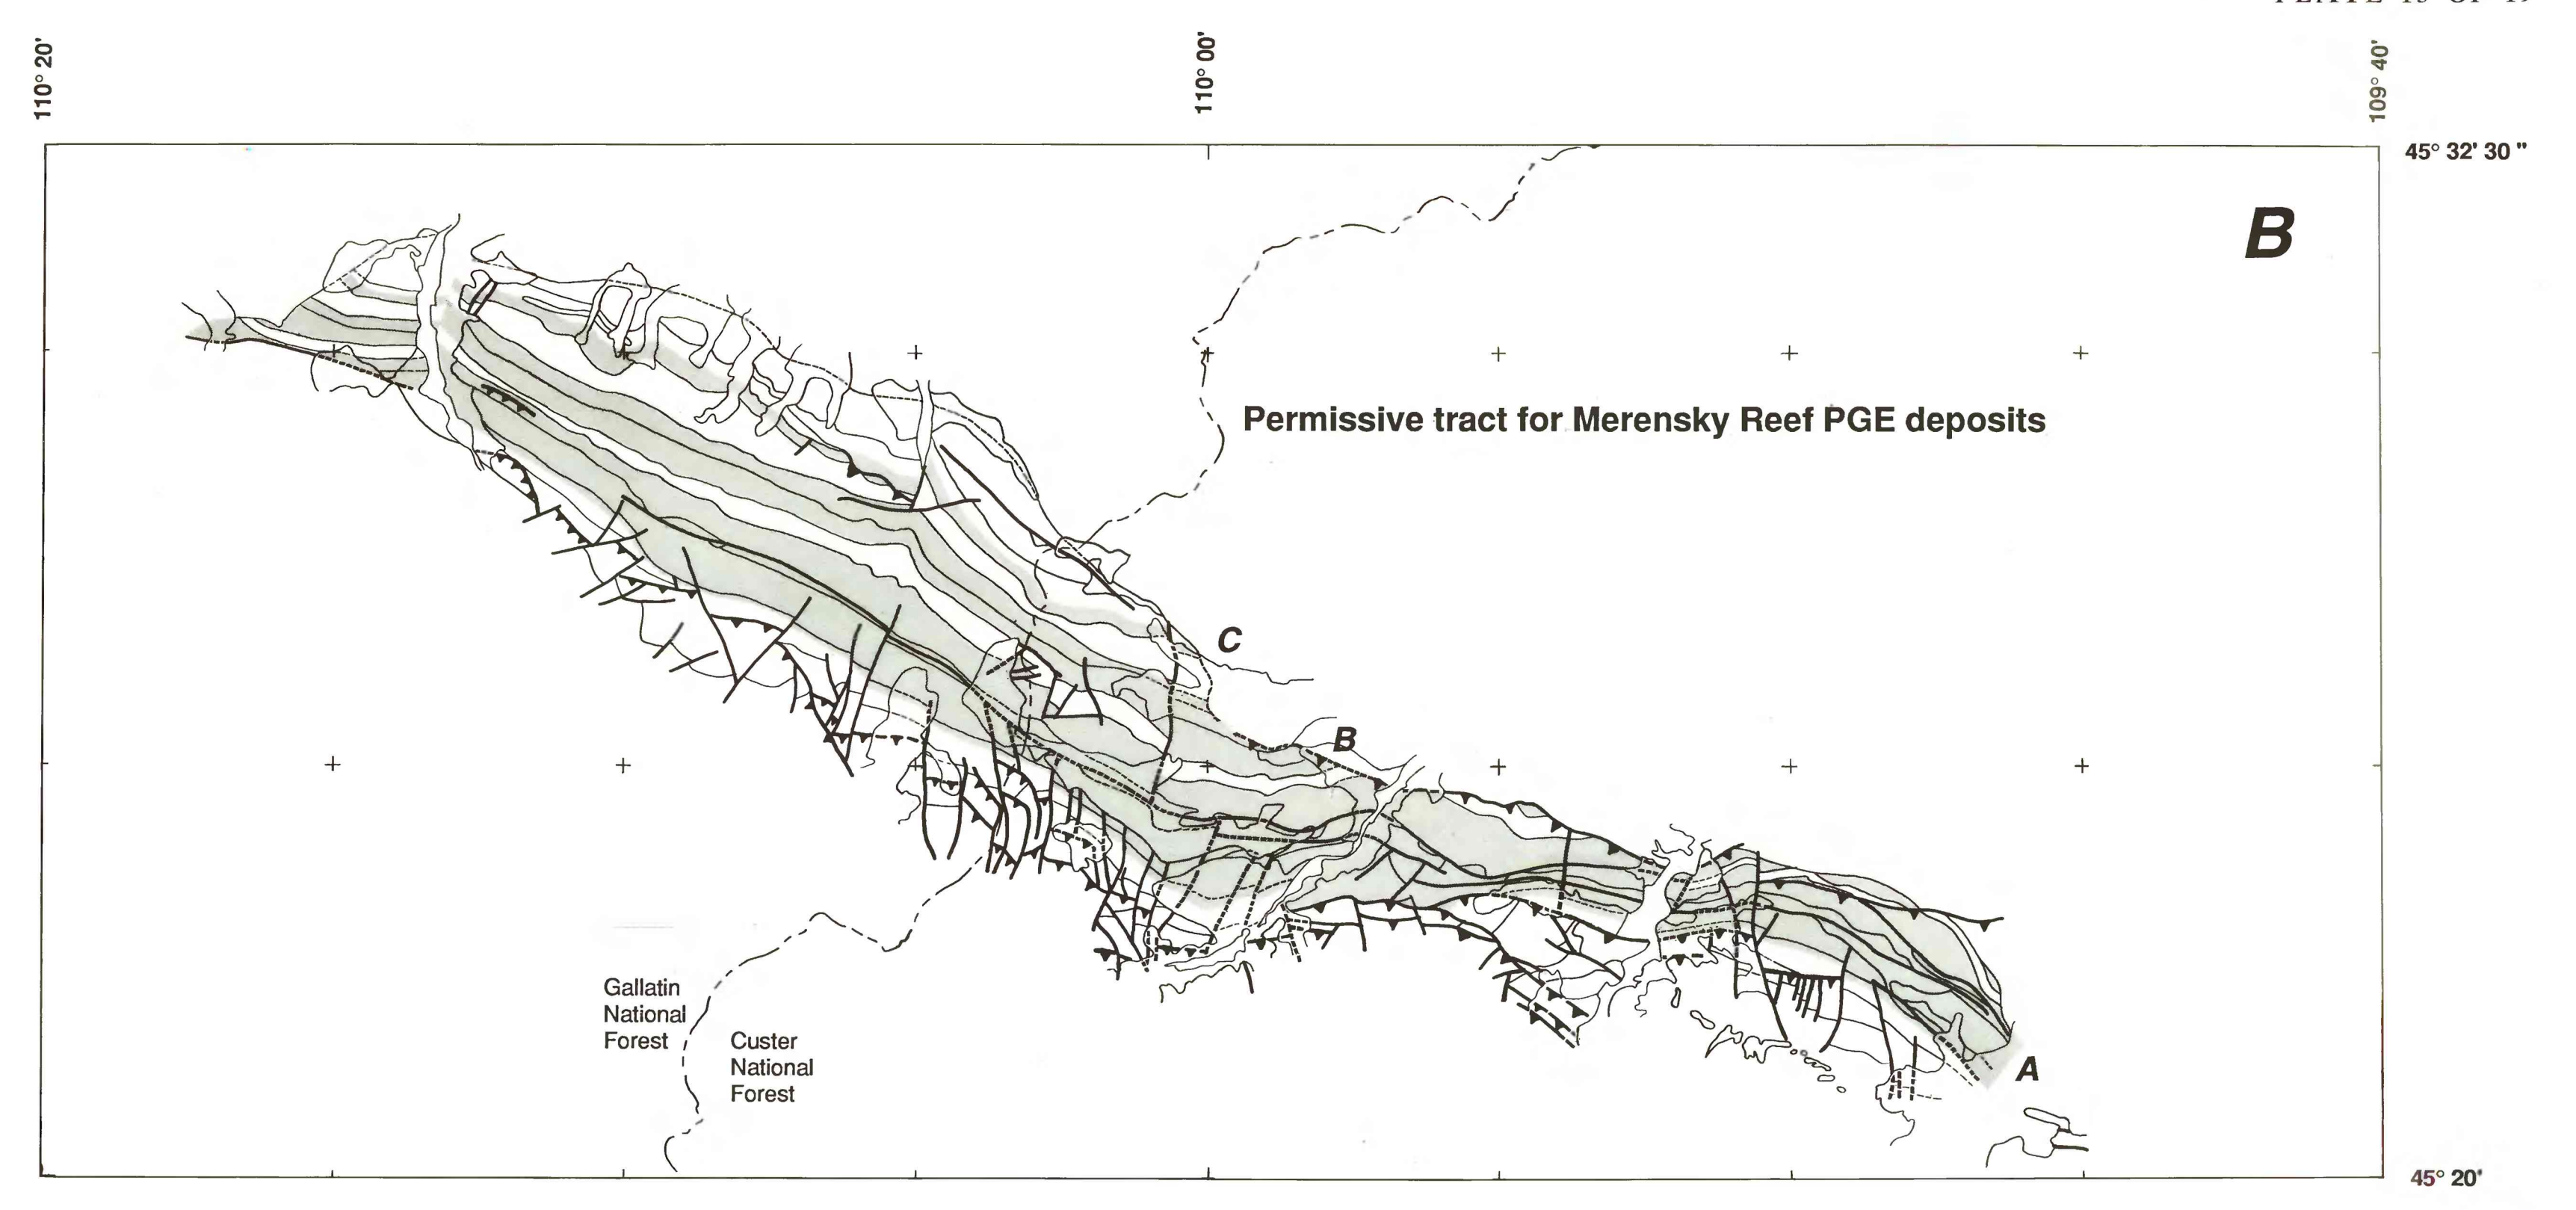 110° 20'
110° 00'
109° 40'
45° 32' 30 "
B
Permissive tract for Merensky Reef PGE deposits
C
B
Gallatin
National
Forest
Custer
National
Forest
A
45° 20'